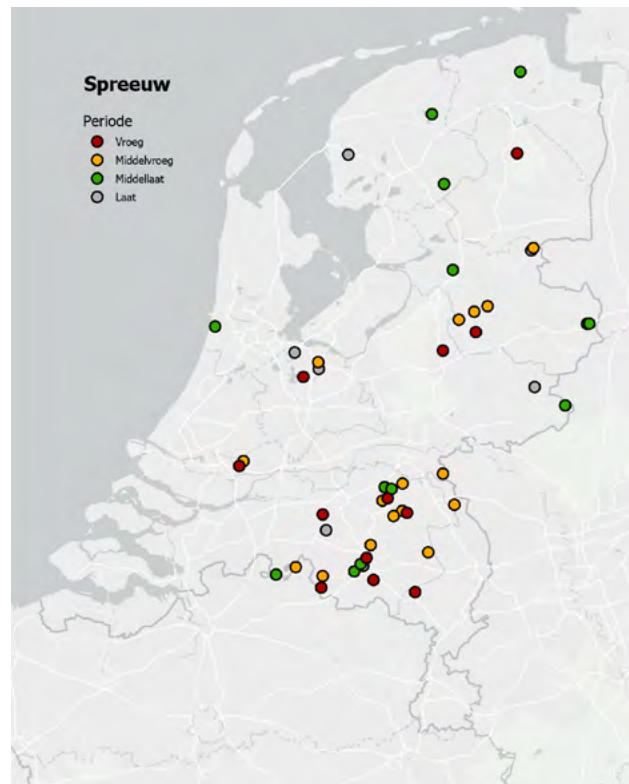 Spreeuw
Periode
Vroeg
Middelvroeg
Middellaat
Laat